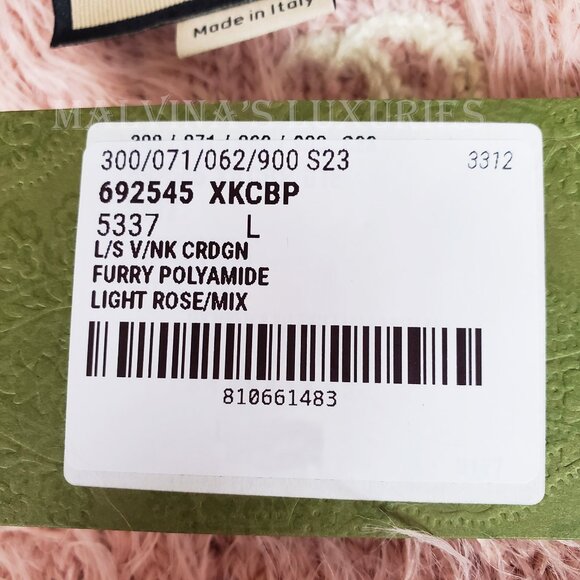 Made in Italy
MALVINA'S LUXURIES
300/071/062/900 S23 3312
692545 XKCBP
5337 L
L/S V/NK CRDGN
FURRY POLYAMIDE
LIGHT ROSE/MIX
810661483